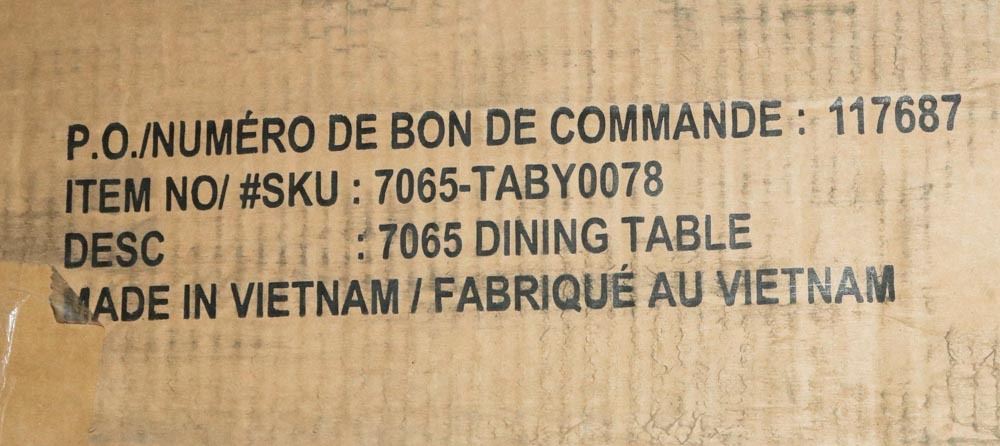 P.O./NUMÉRO DE BON DE COMMANDE : 117687
ITEM NO/ #SKU : 7065-TABY0078
DESC : 7065 DINING TABLE
MADE IN VIETNAM / FABRIQUÉ AU VIETNAM